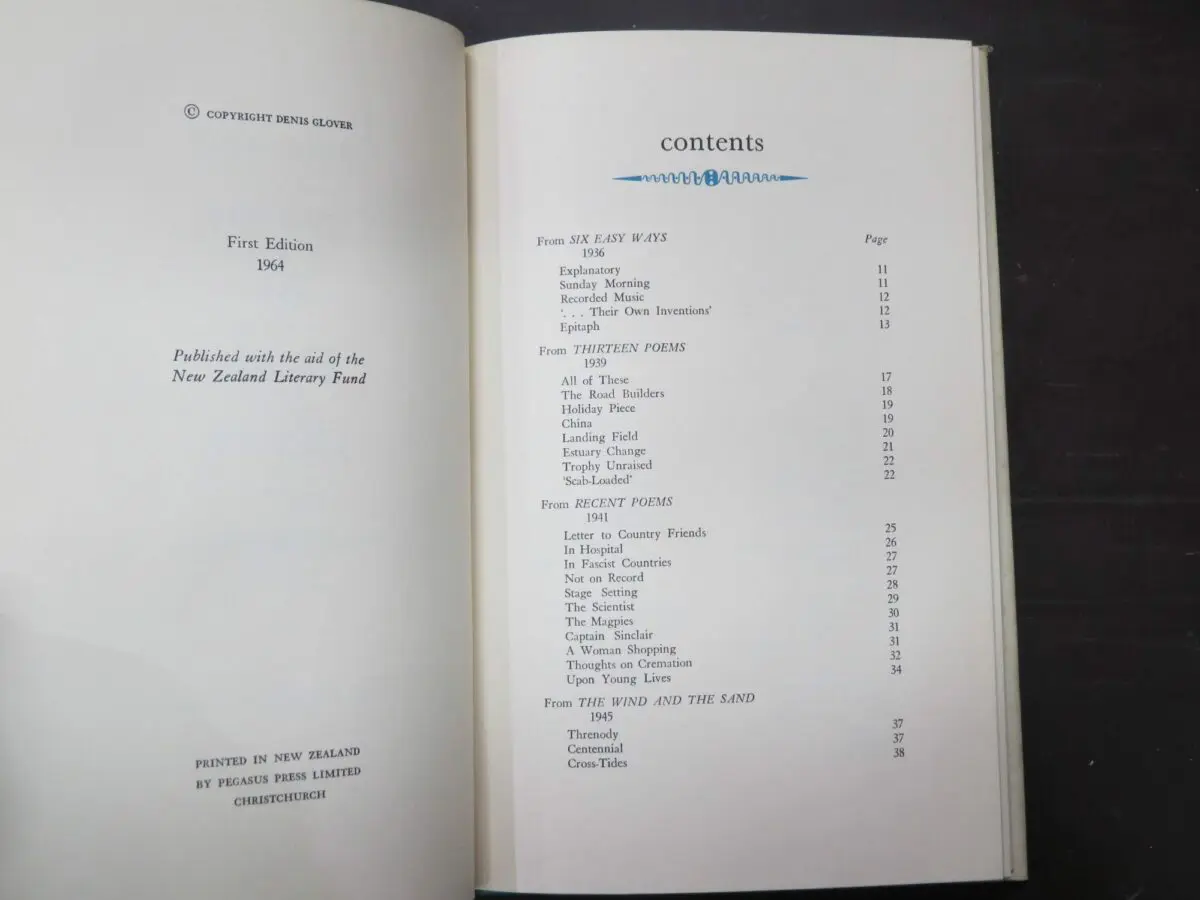 © COPYRIGHT DENIS GLOVER
First Edition
1964
Published with the aid of the
New Zealand Literary Fund
PRINTED IN NEW ZEALAND
BY PEGASUS PRESS LIMITED
CHRISTCHURCH
contents
From SIX EASY WAYS Page
1936
Explanatory 11
Sunday Morning 11
Recorded Music 12
'. . . Their Own Inventions' 12
Epitaph 13
From THIRTEEN POEMS
1939
All of These 17
The Road Builders 18
Holiday Piece 19
China 19
Landing Field 20
Estuary Change 21
Trophy Unraised 22
'Scab-Loaded' 22
From RECENT POEMS
1941
Letter to Country Friends 25
In Hospital 26
In Fascist Countries 27
Not on Record 27
Stage Setting 28
The Scientist 29
The Magpies 30
Captain Sinclair 31
A Woman Shopping 31
Thoughts on Cremation 32
Upon Young Lives 34
From THE WIND AND THE SAND
1945
Threnody 37
Centennial 37
Cross-Tides 38